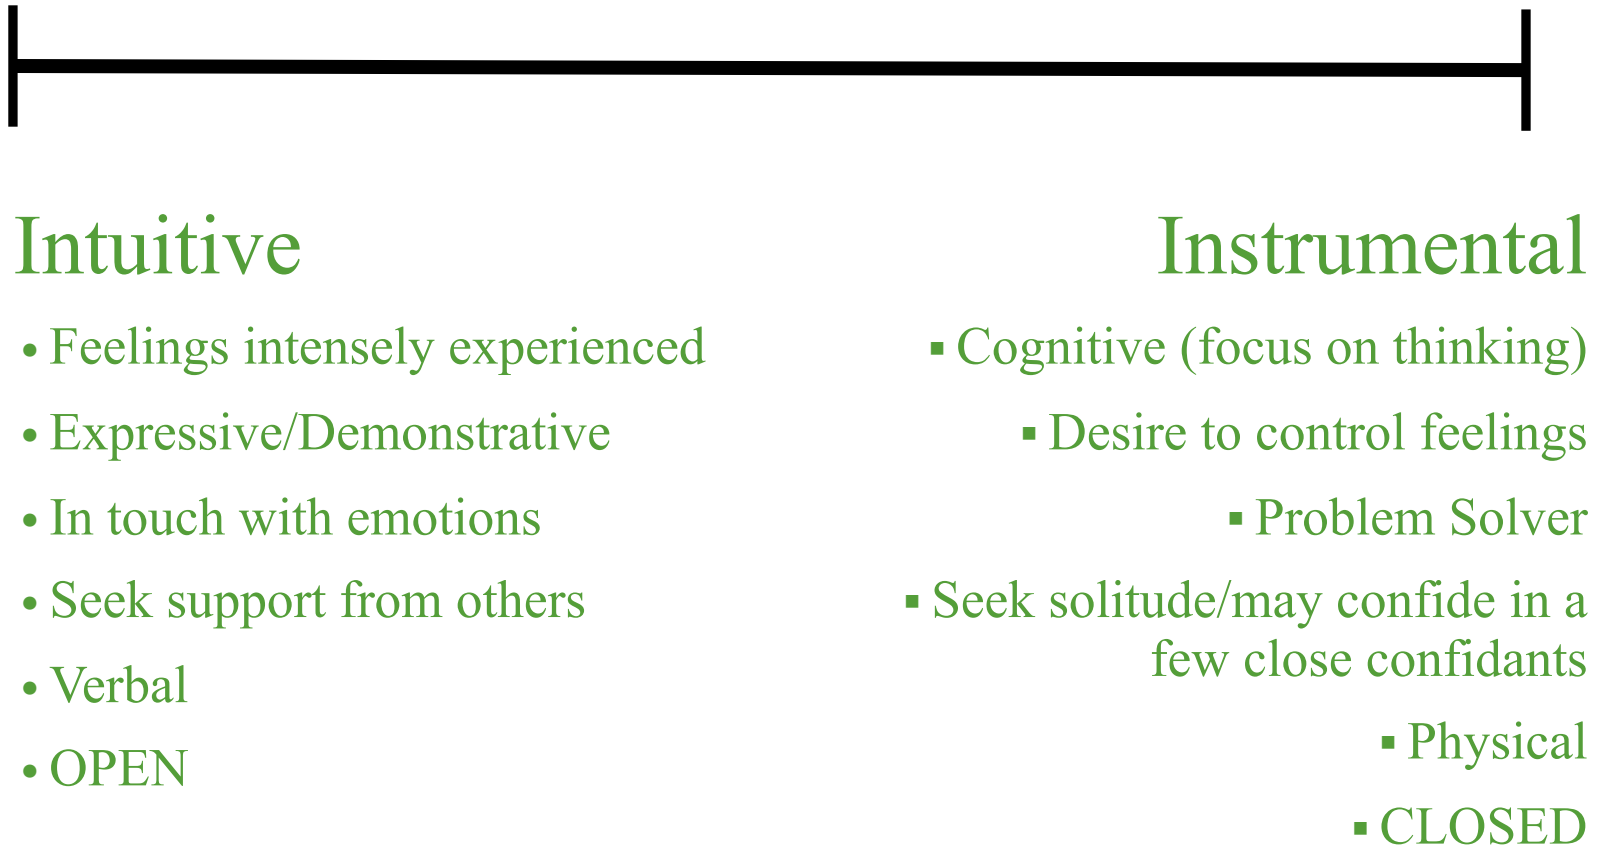 Intuitive
• Feelings intensely experienced
• Expressive/Demonstrative
• In touch with emotions
• Seek support from others
• Verbal
• OPEN
Instrumental
▪ Cognitive (focus on thinking)
▪ Desire to control feelings
▪ Problem Solver
▪ Seek solitude/may confide in a
few close confidants
▪ Physical
▪ CLOSED